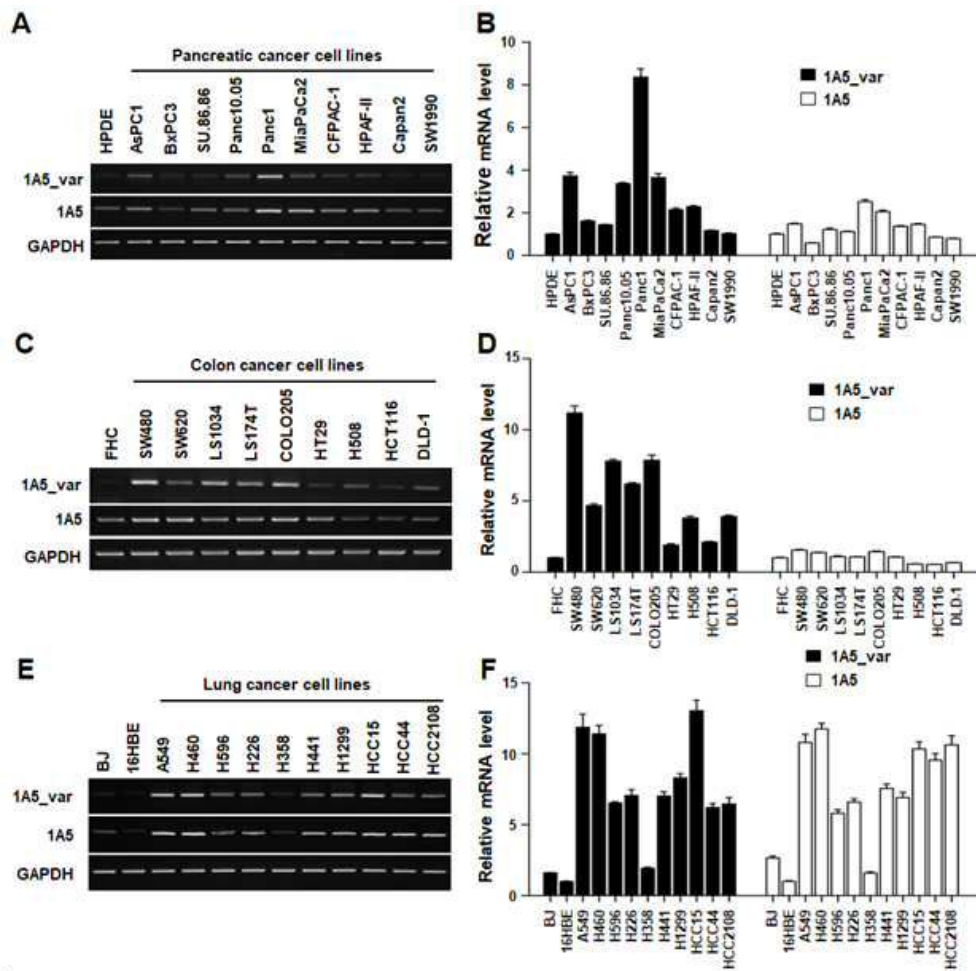 A
Pancreatic cancer cell lines
HPDE
AsPC1
BxPC3
SU.86.86
Panc10.05
Panc1
MiaPaCa2
CFPAC-1
HPAF-II
Capan2
SW1990
1A5_var
1A5
GAPDH
B
Relative mRNA level
10
8
6
4
2
0
1A5_var
1A5
HPDE
AsPC1
BxPC3
SU.86.86
Panc10.05
Panc1
MiaPaCa2
CFPAC-1
HPAF-II
Capan2
SW1990
HPDE
AsPC1
BxPC3
SU.86.86
Panc10.05
Panc1
MiaPaCa2
CFPAC-1
HPAF-II
Capan2
SW1990
C
Colon cancer cell lines
FHC
SW480
SW620
LS1034
LS174T
COLO205
HT29
H508
HCT116
DLD-1
1A5_var
1A5
GAPDH
D
Relative mRNA level
15
10
5
0
1A5_var
1A5
FHC
SW480
SW620
LS1034
LS174T
COLO205
HT29
H508
HCT116
DLD-1
FHC
SW480
SW620
LS1034
LS174T
COLO205
HT29
H508
HCT116
DLD-1
E
Lung cancer cell lines
BJ
16HBE
A549
H460
H596
H226
H358
H441
H1299
HCC15
HCC44
HCC2108
1A5_var
1A5
GAPDH
F
Relative mRNA level
15
10
5
0
1A5_var
1A5
BJ
16HBE
A549
H460
H596
H226
H358
H441
H1299
HCC15
HCC44
HCC2108
BJ
16HBE
A549
H460
H596
H226
H358
H441
H1299
HCC15
HCC44
HCC2108